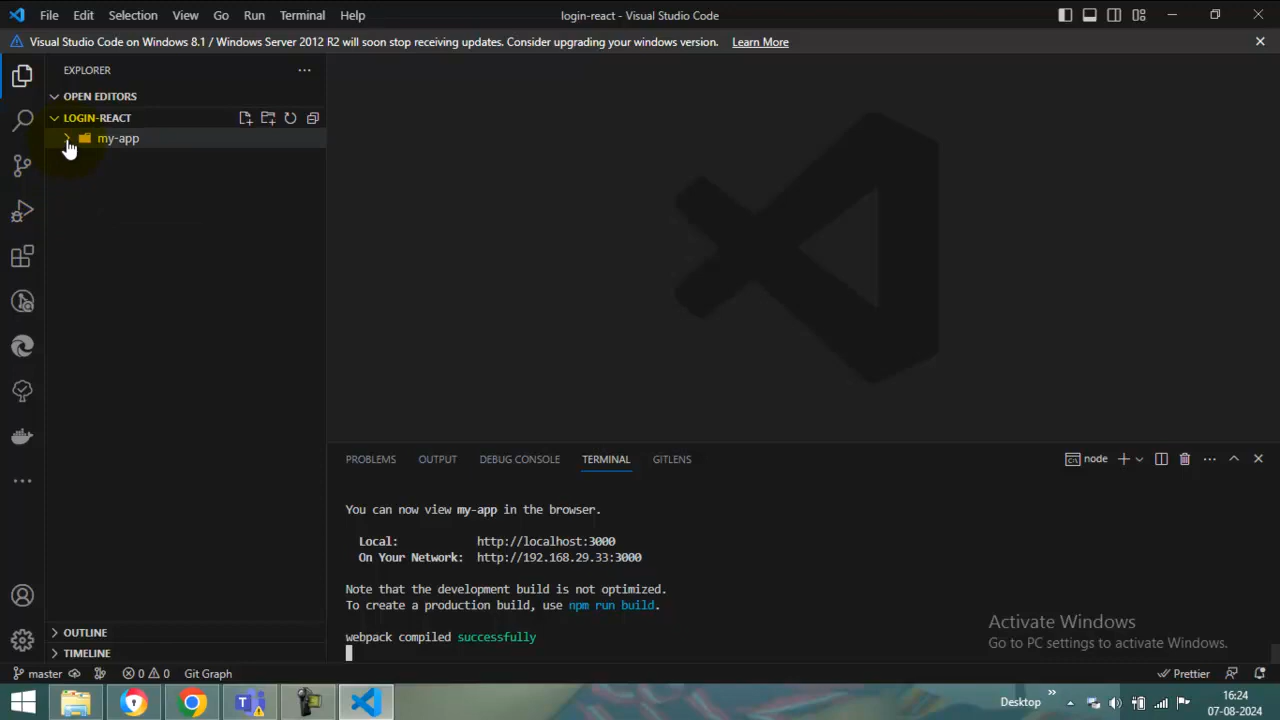 File Edit Selection View Go Run Terminal Help login-react - Visual Studio Code
Visual Studio Code on Windows 8.1 / Windows Server 2012 R2 will soon stop receiving updates. Consider upgrading your windows version. Learn More
EXPLORER
OPEN EDITORS
LOGIN-REACT
my-app
PROBLEMS OUTPUT DEBUG CONSOLE TERMINAL GITLENS node
You can now view my-app in the browser.
Local: http://localhost:3000
On Your Network: http://192.168.29.33:3000
Note that the development build is not optimized.
To create a production build, use npm run build.
webpack compiled successfully
Activate Windows
Go to PC settings to activate Windows.
OUTLINE
TIMELINE
master 0 0 Git Graph Prettier
Desktop 16:24
07-08-2024